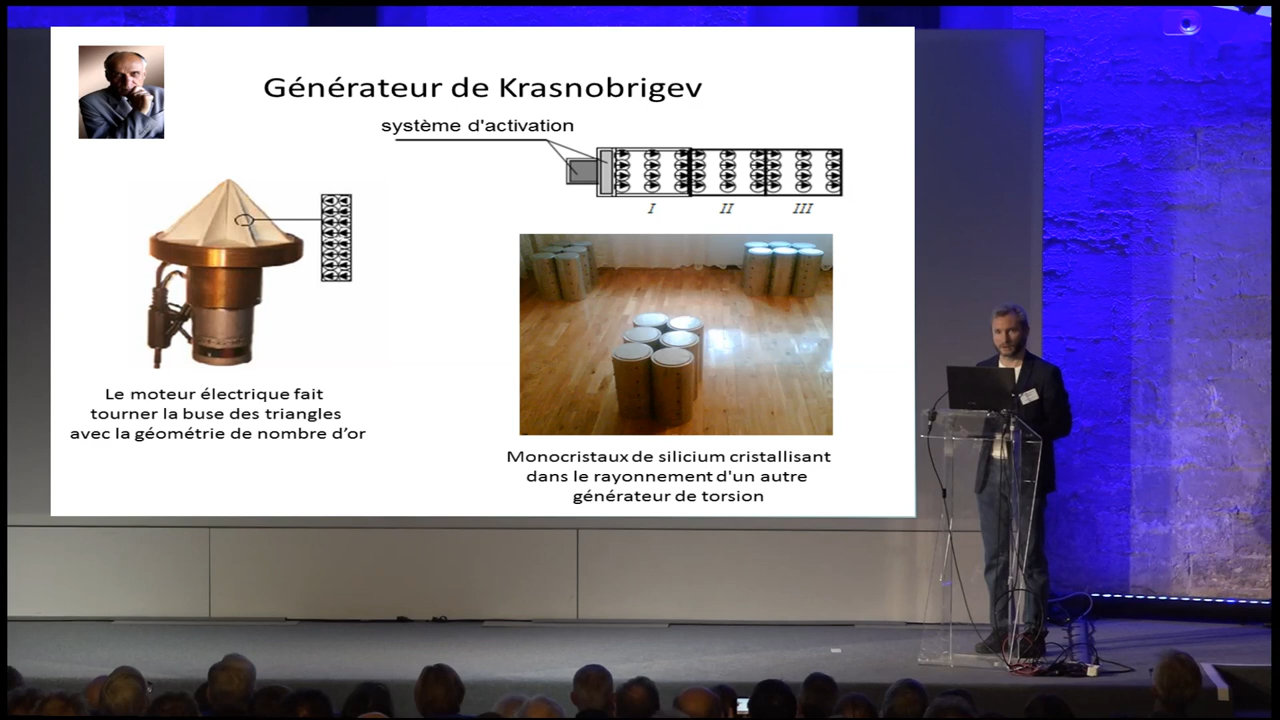 Générateur de Krasnobrigev
système d'activation
I II III
Le moteur électrique fait
tourner la buse des triangles
avec la géométrie de nombre d’or
Monocristaux de silicium cristallisant
dans le rayonnement d'un autre
générateur de torsion